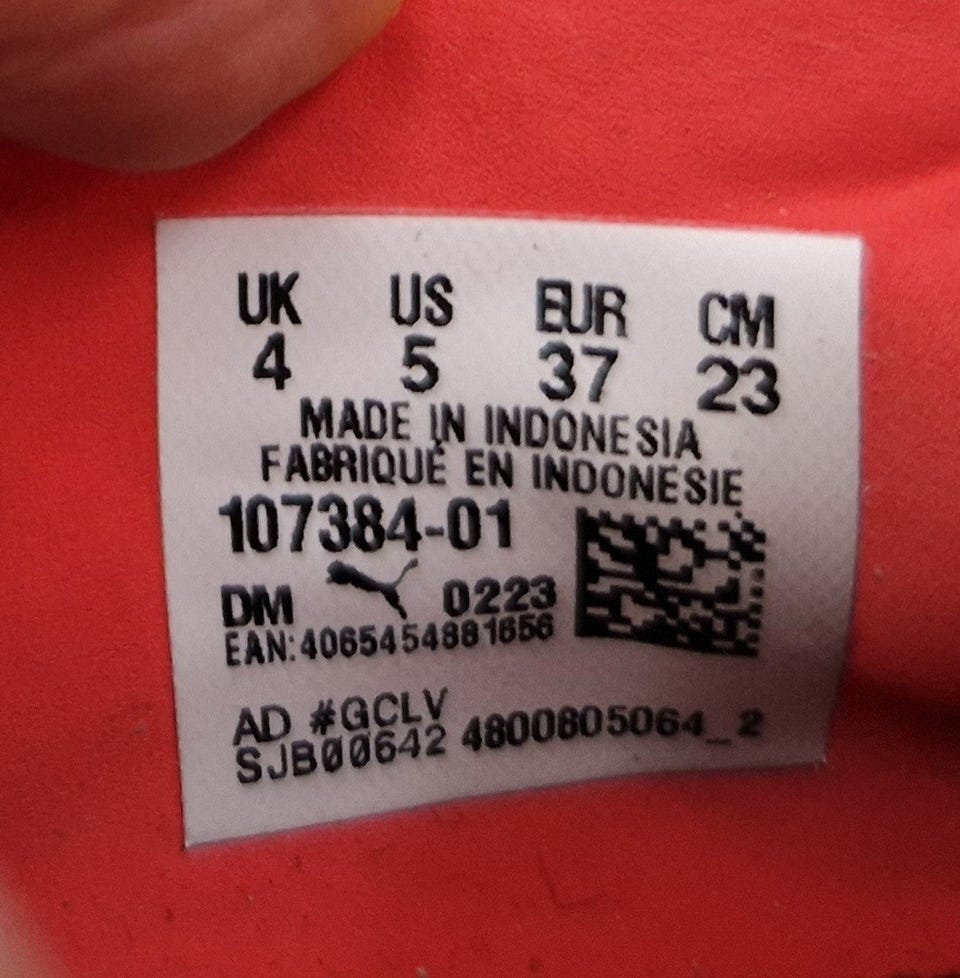 UK US EUR CM
4 5 37 23
MADE IN INDONESIA
FABRIQUÉ EN INDONESIE
107384-01
DM 0223
EAN:4065454881656
AD #GCLV
SJB00642 4800805064_2